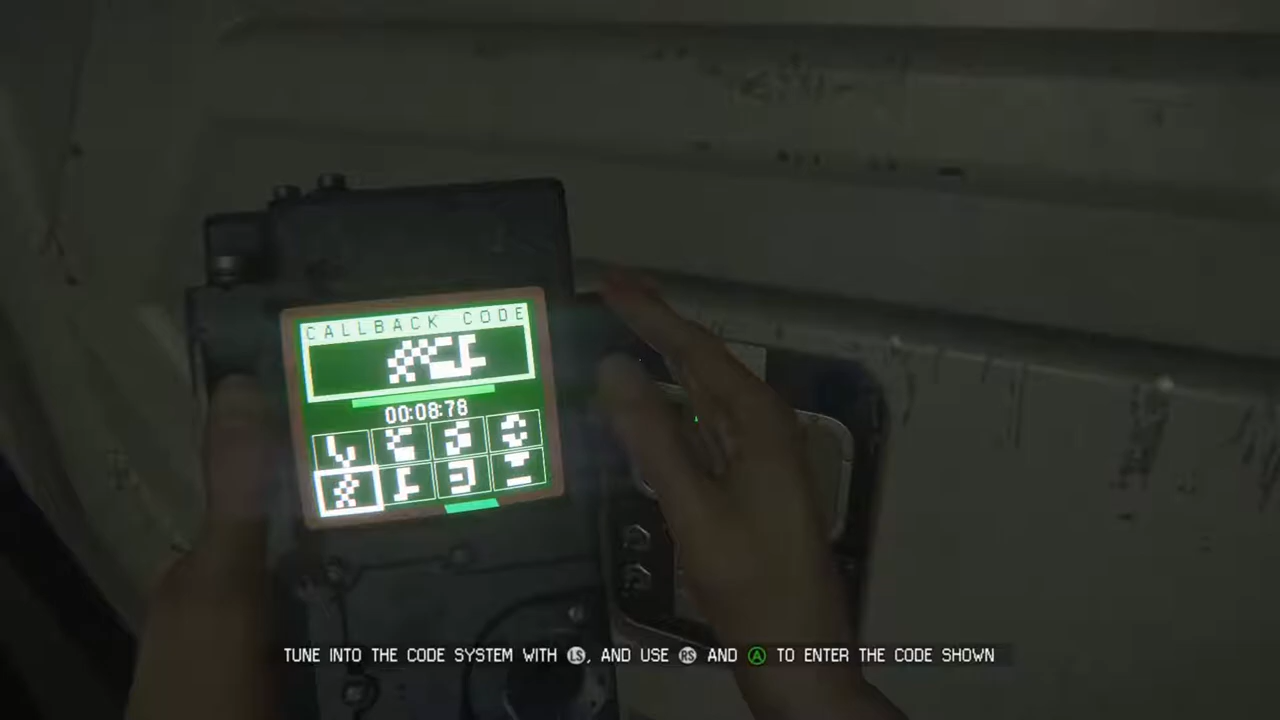 CALLBACK CODE
00:08:78
TUNE INTO THE CODE SYSTEM WITH LS, AND USE RS AND A TO ENTER THE CODE SHOWN